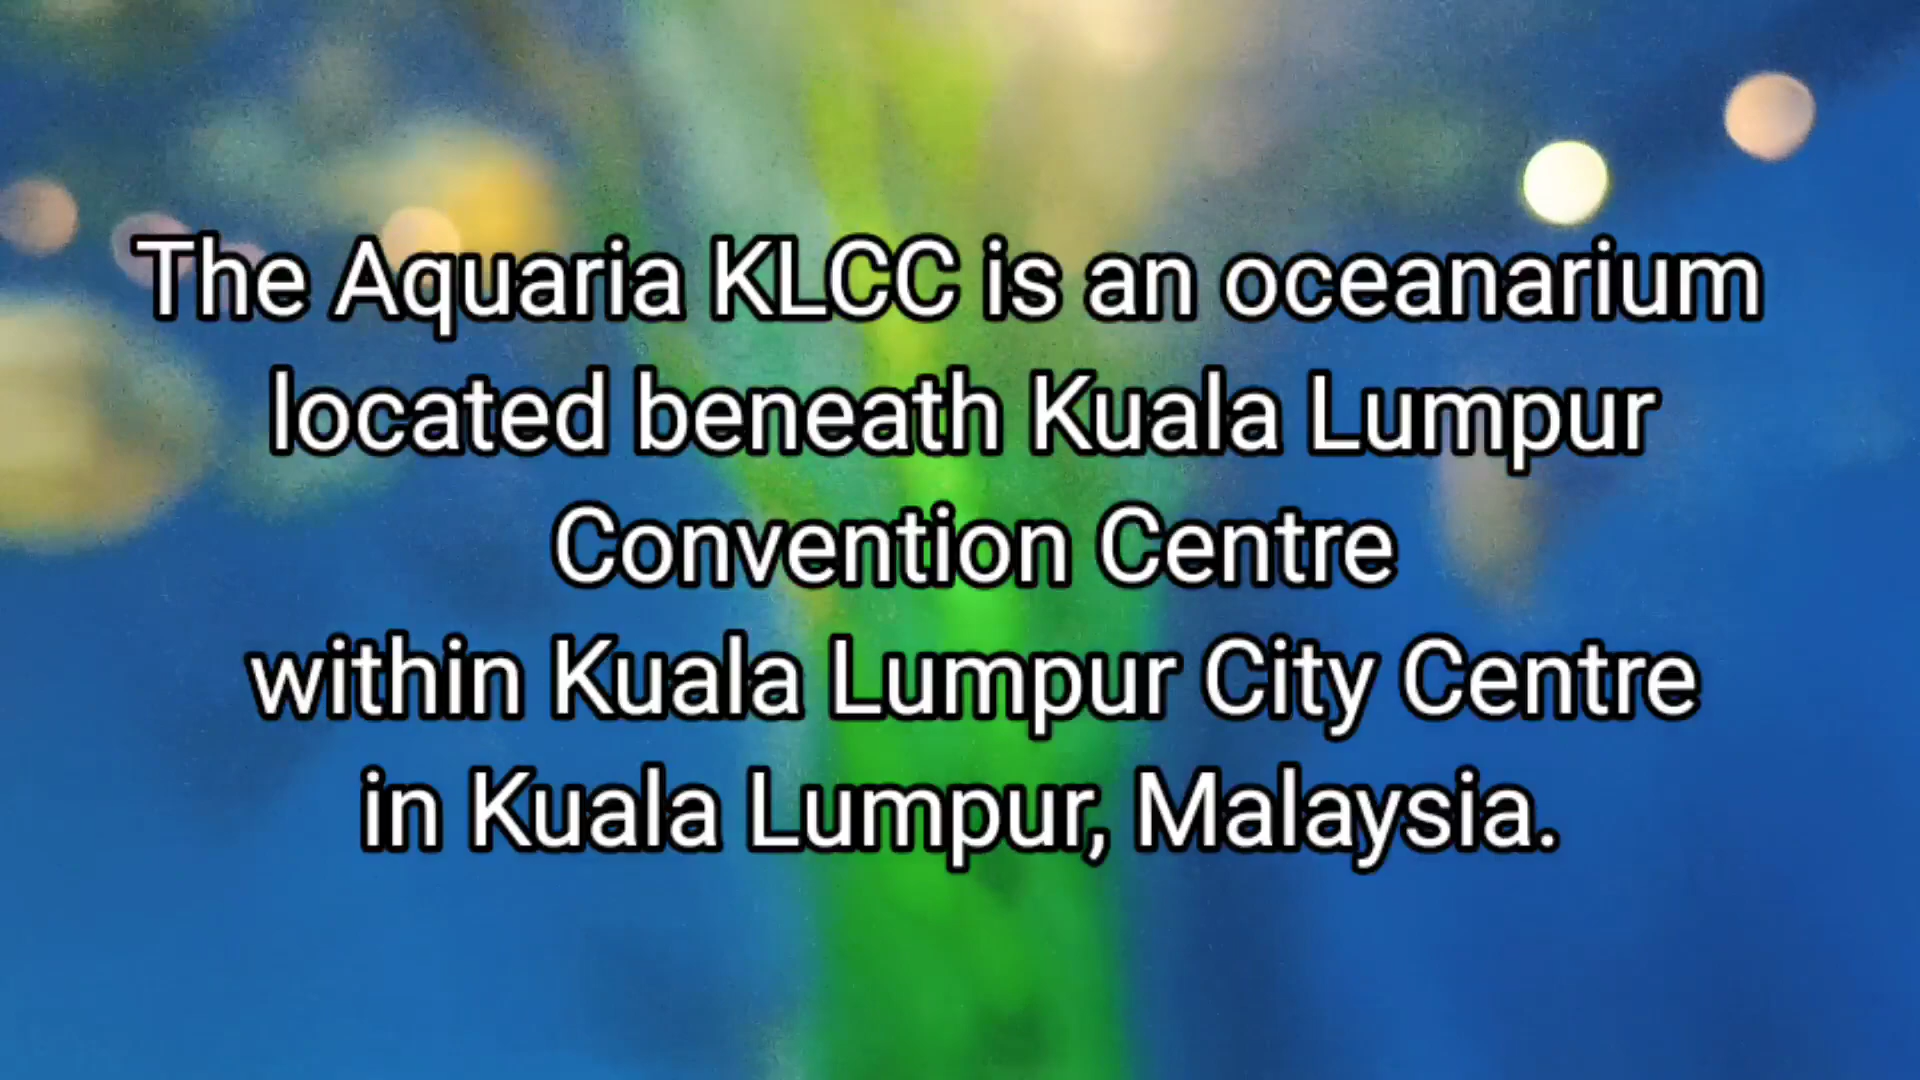 The Aquaria KLCC is an oceanarium
located beneath Kuala Lumpur
Convention Centre
within Kuala Lumpur City Centre
in Kuala Lumpur, Malaysia.